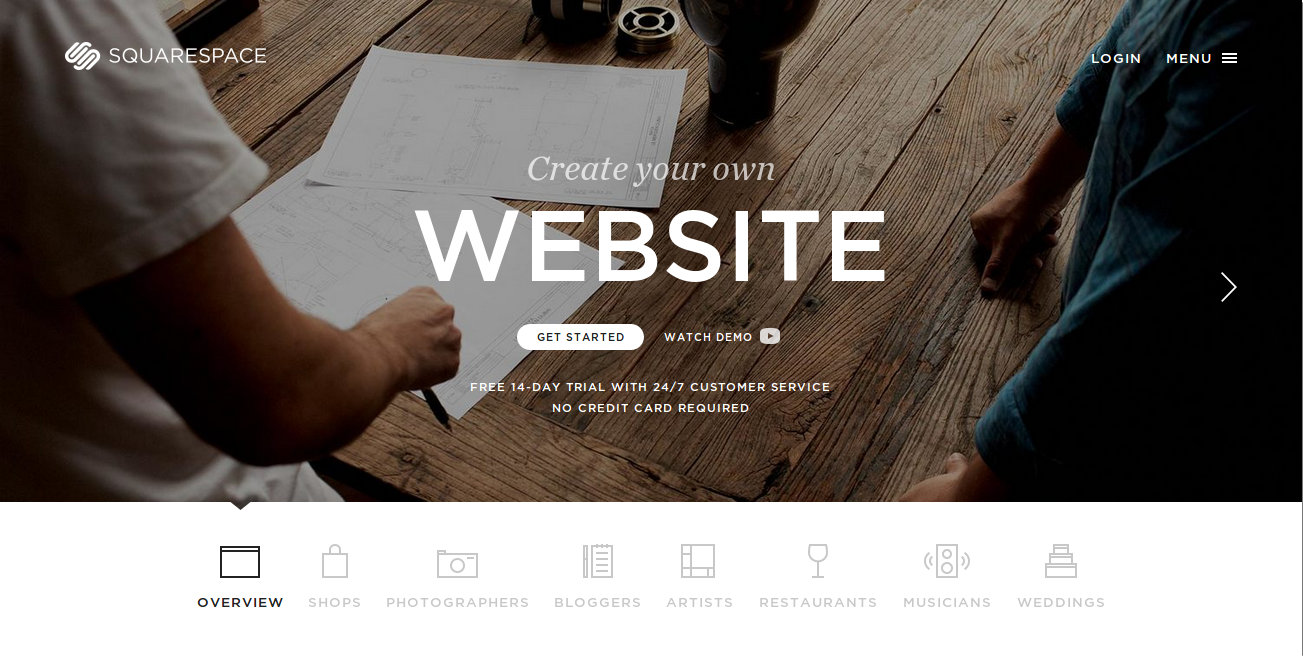 SQUARESPACE
LOGIN
MENU
Create your own
WEBSITE
GET STARTED
WATCH DEMO
FREE 14-DAY TRIAL WITH 24/7 CUSTOMER SERVICE
NO CREDIT CARD REQUIRED
OVERVIEW
SHOPS
PHOTOGRAPHERS
BLOGGERS
ARTISTS
RESTAURANTS
MUSICIANS
WEDDINGS